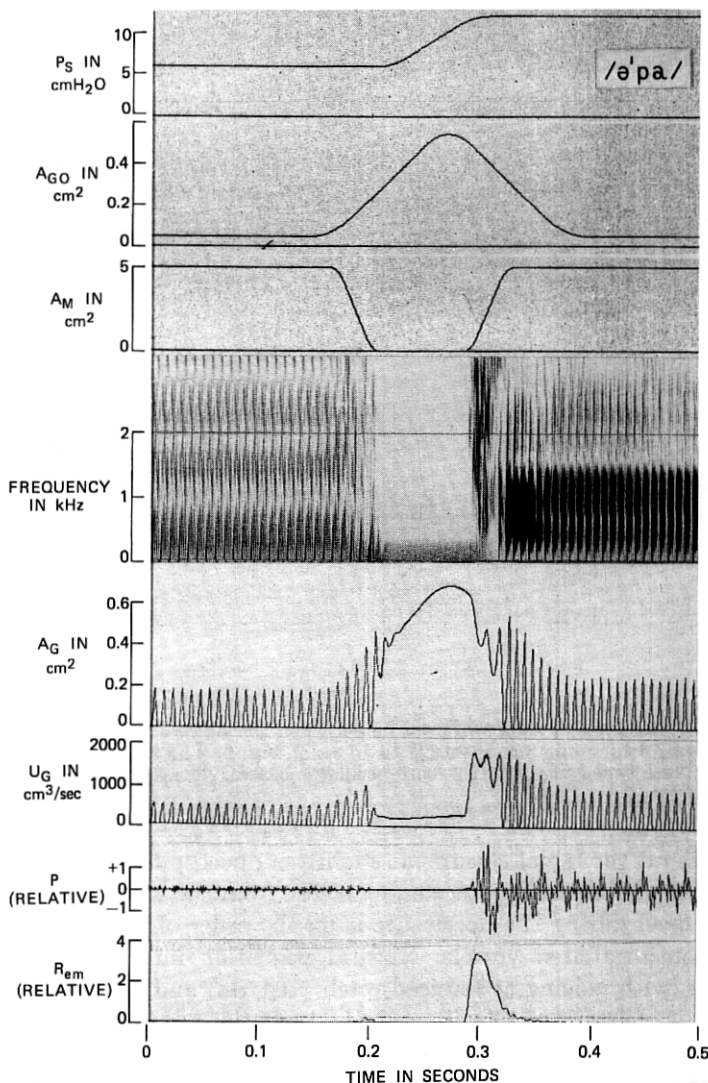 10
P_S IN
cmH2O
5
0
/əˈpa/
A_GO IN
cm2
0.4
0.2
0
A_M IN
cm2
5
0
FREQUENCY
IN kHz
2
1
0
A_G IN
cm2
0.6
0.4
0.2
0
U_G IN
cm3/sec
2000
1000
0
P
(RELATIVE)
+1
0
−1
R_em
(RELATIVE)
4
2
0
0 0.1 0.2 0.3 0.4 0.5
TIME IN SECONDS